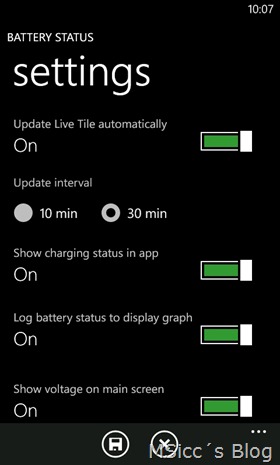 10:07
BATTERY STATUS
settings
Update Live Tile automatically
On
Update interval
10 min 30 min
Show charging status in app
On
Log battery status to display graph
On
Show voltage on main screen
On
MSicc´s Blog